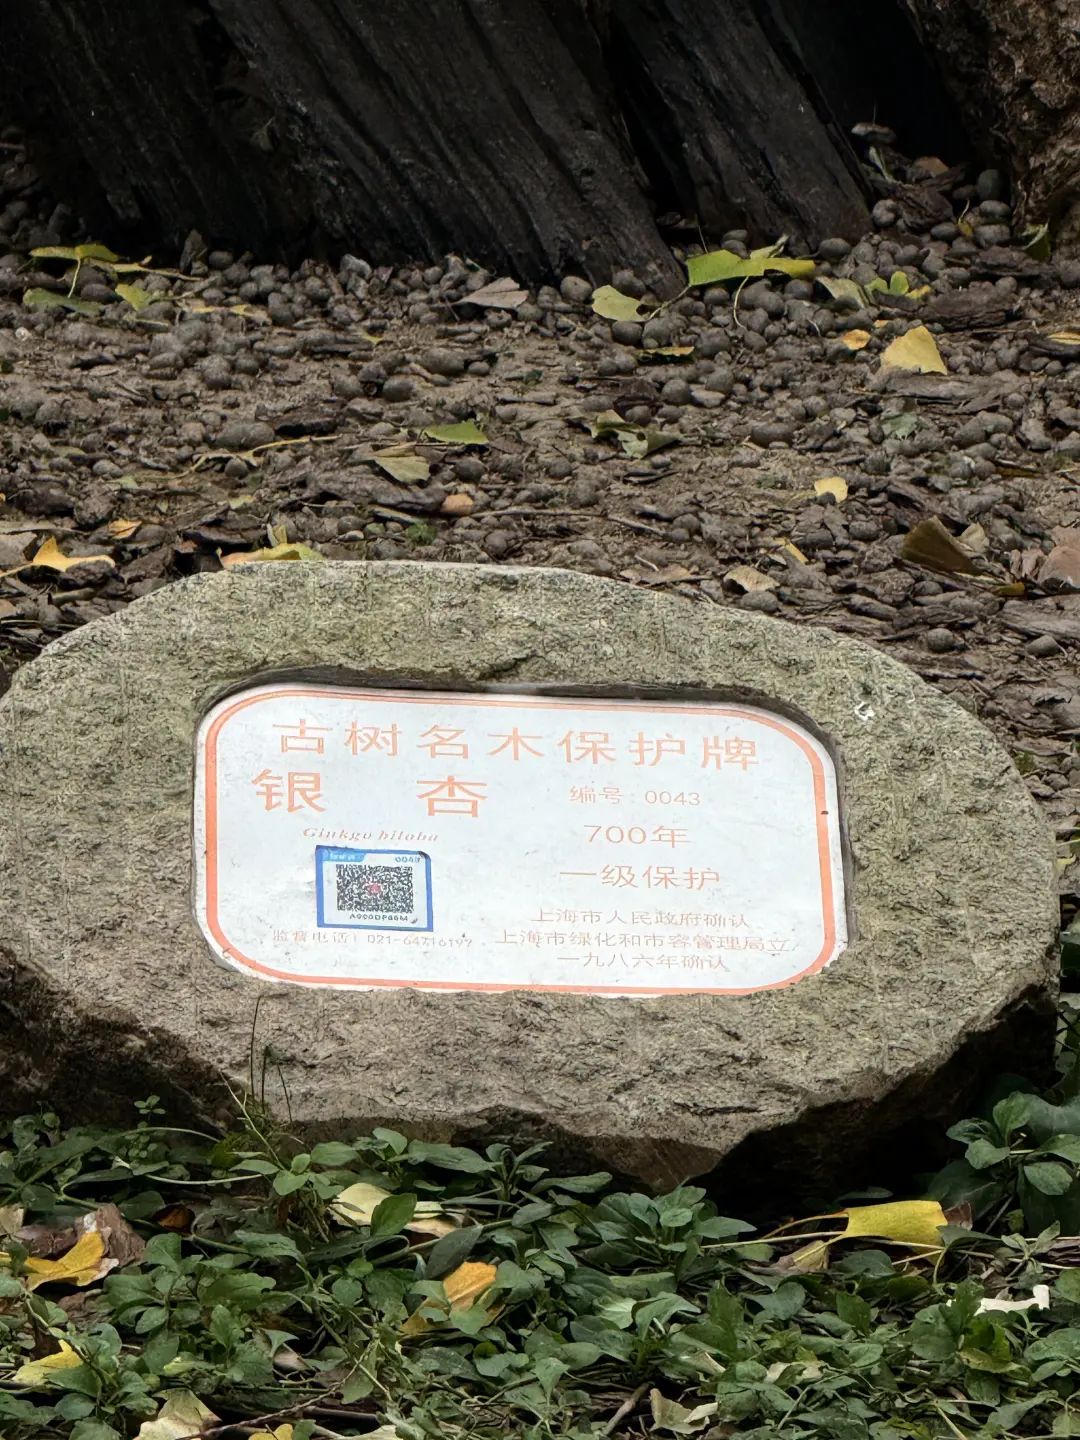 古树名木保护牌
银 杏
Ginkgo biloba
编号：0043
700年
一级保护
0043
上海市人民政府确认
上海市绿化和市容管理局立
一九八六年确认
监督电话：021-64716197